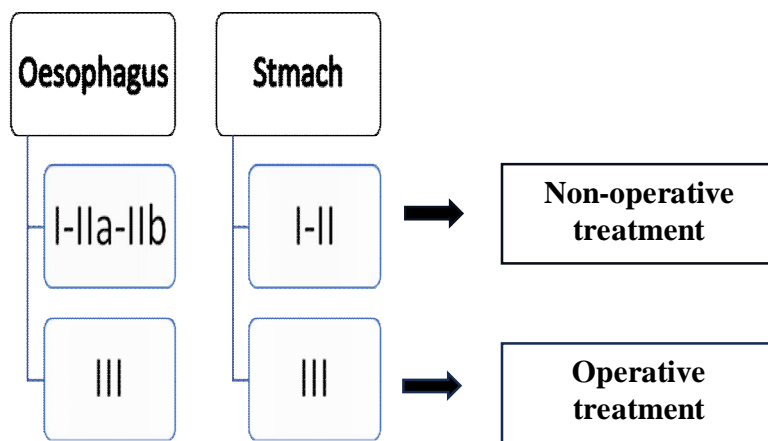 Oesophagus
Stmach
I-IIa-IIb
I-II
Non-operative
treatment
III
III
Operative
treatment